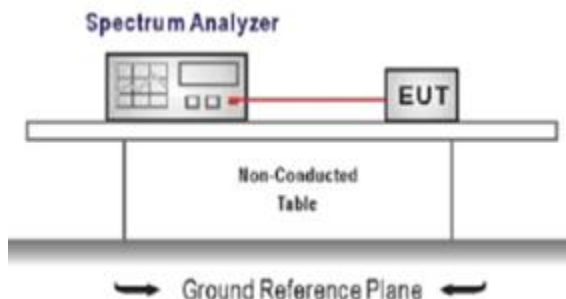 Spectrum Analyzer
EUT
Non-Conducted
Table
Ground Reference Plane